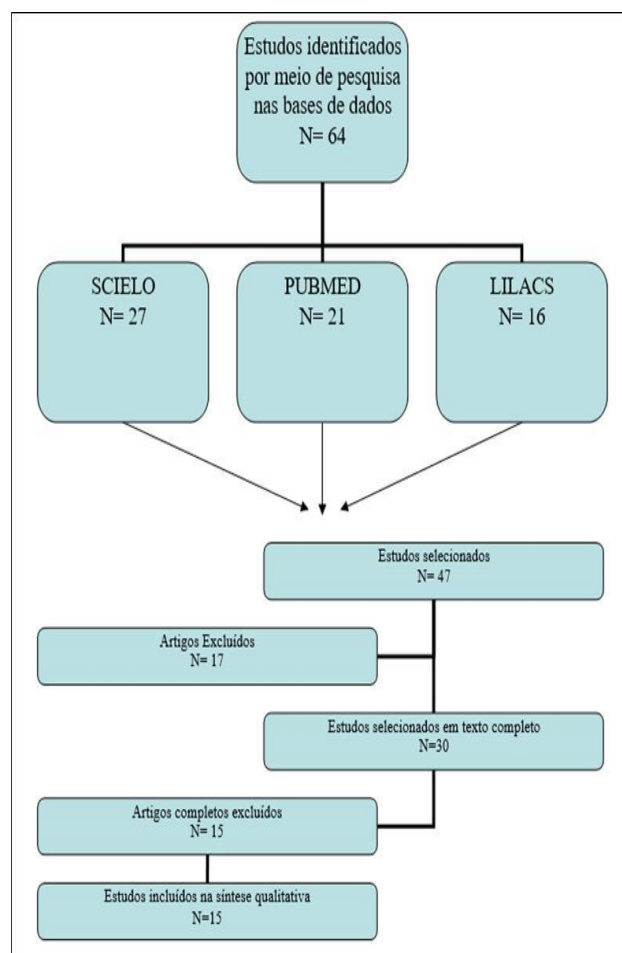 Estudos identificados
por meio de pesquisa
nas bases de dados
N= 64
SCIELO
N= 27
PUBMED
N= 21
LILACS
N= 16
Estudos selecionados
N= 47
Artigos Excluídos
N= 17
Estudos selecionados em texto completo
N=30
Artigos completos excluídos
N= 15
Estudos incluídos na síntese qualitativa
N=15